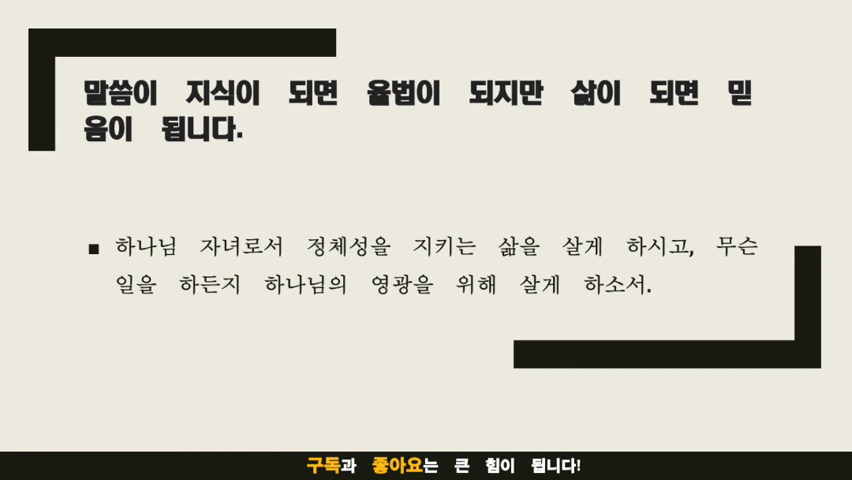 말씀이 지식이 되면 율법이 되지만 삶이 되면 믿
음이 됩니다.
■ 하나님 자녀로서 정체성을 지키는 삶을 살게 하시고, 무슨
일을 하든지 하나님의 영광을 위해 살게 하소서.
구독과 좋아요는 큰 힘이 됩니다!